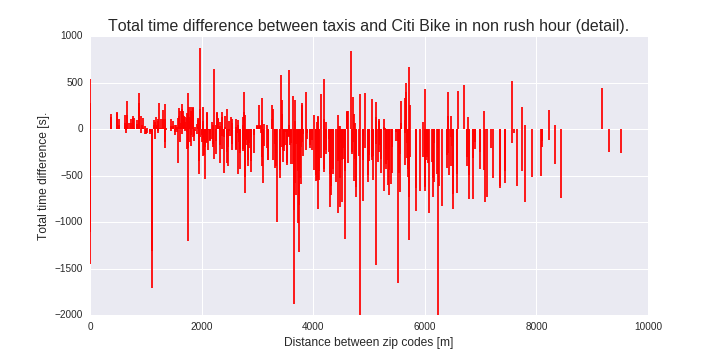 Total time difference between taxis and Citi Bike in non rush hour (detail).
1000
500
0
−500
−1000
−1500
−2000
Total time difference [s].
0 2000 4000 6000 8000 10000
Distance between zip codes [m]